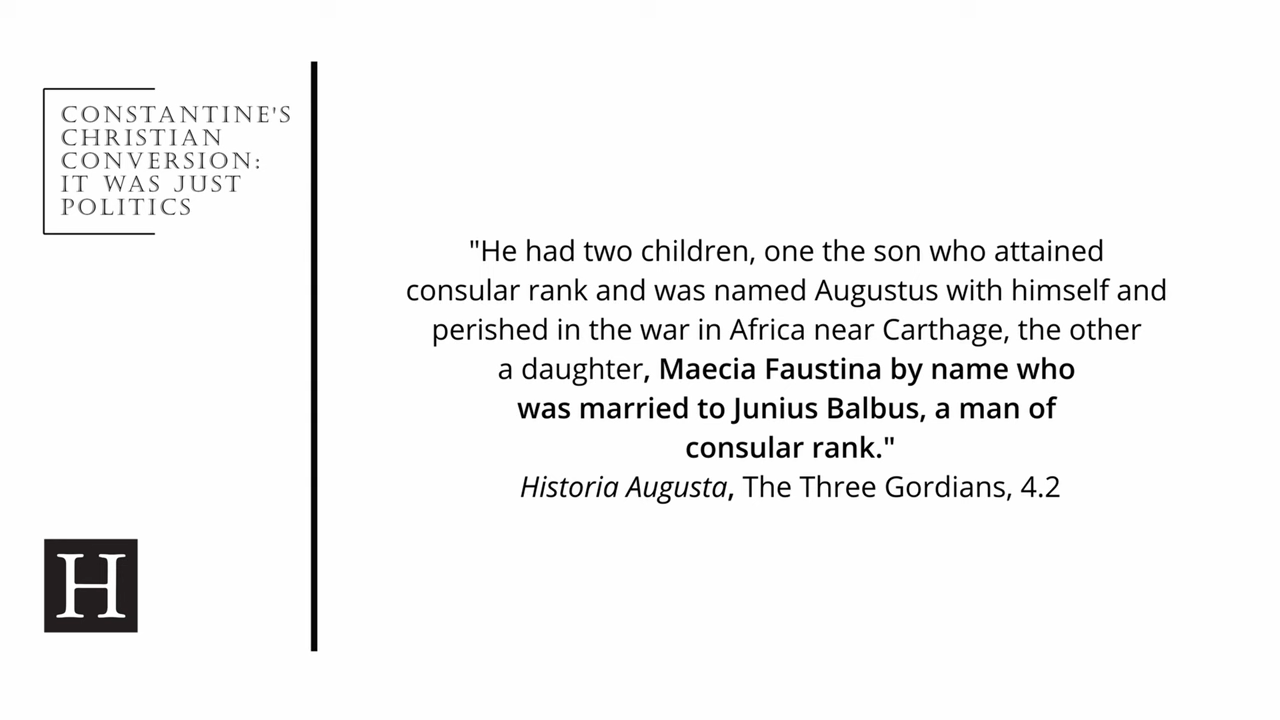 CONSTANTINE'S
CHRISTIAN
CONVERSION:
IT WAS JUST
POLITICS
"He had two children, one the son who attained
consular rank and was named Augustus with himself and
perished in the war in Africa near Carthage, the other
a daughter, Maecia Faustina by name who
was married to Junius Balbus, a man of
consular rank."
Historia Augusta, The Three Gordians, 4.2
H